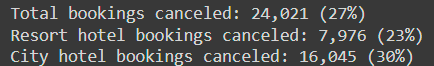 Total bookings canceled: 24,021 (27%)
Resort hotel bookings canceled: 7,976 (23%)
City hotel bookings canceled: 16,045 (30%)